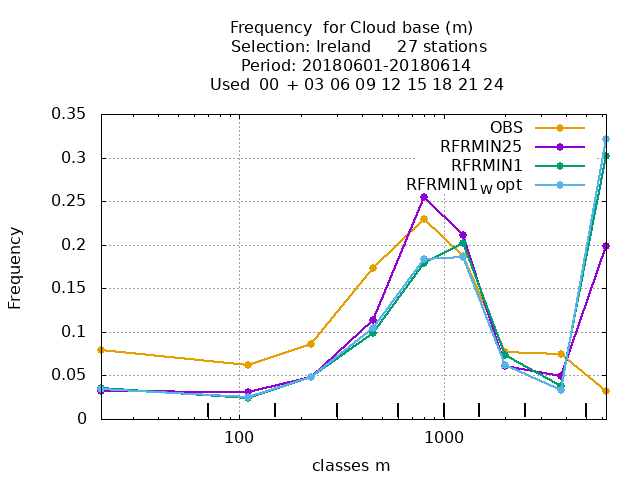 Frequency  for Cloud base (m)
Selection: Ireland     27 stations
Period: 20180601-20180614
Used  00 + 03 06 09 12 15 18 21 24
OBS
RFRMIN25
RFRMIN1
RFRMIN1w opt
0.35
0.3
0.25
0.2
0.15
0.1
0.05
0
Frequency
100 1000
classes m